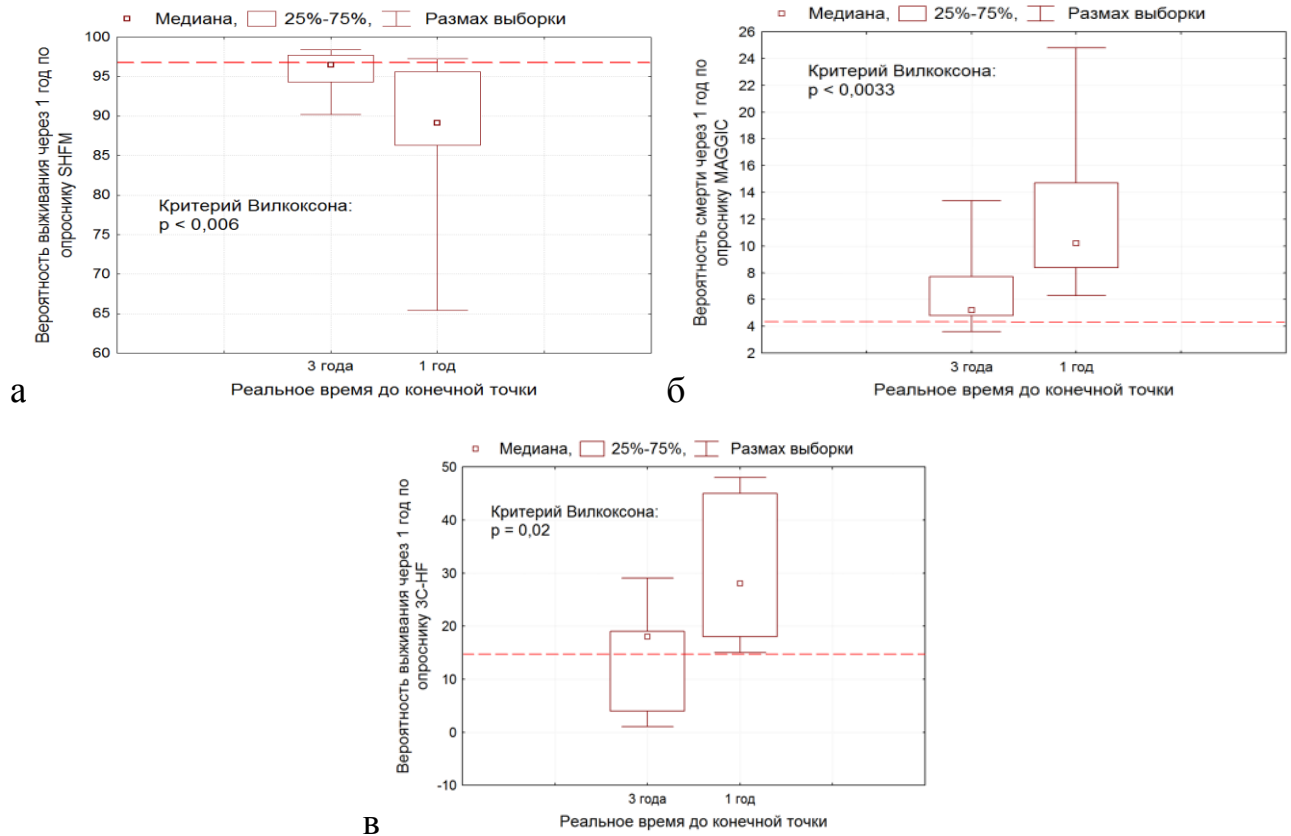 Медиана, 25%-75%, Размах выборки
100
95
90
85
80
75
70
65
60
Вероятность выживания через 1 год по
опроснику SHFM
Критерий Вилкоксона:
p < 0,006
3 года 1 год
Реальное время до конечной точки
а
Медиана, 25%-75%, Размах выборки
26
24
22
20
18
16
14
12
10
8
6
4
2
Вероятность смерти через 1 год по
опроснику MAGGIC
Критерий Вилкоксона:
p < 0,0033
3 года 1 год
Реальное время до конечной точки
б
Медиана, 25%-75%, Размах выборки
50
40
30
20
10
0
-10
Вероятность выживания через 1 год по
опроснику 3C-HF
Критерий Вилкоксона:
p = 0,02
3 года 1 год
Реальное время до конечной точки
в